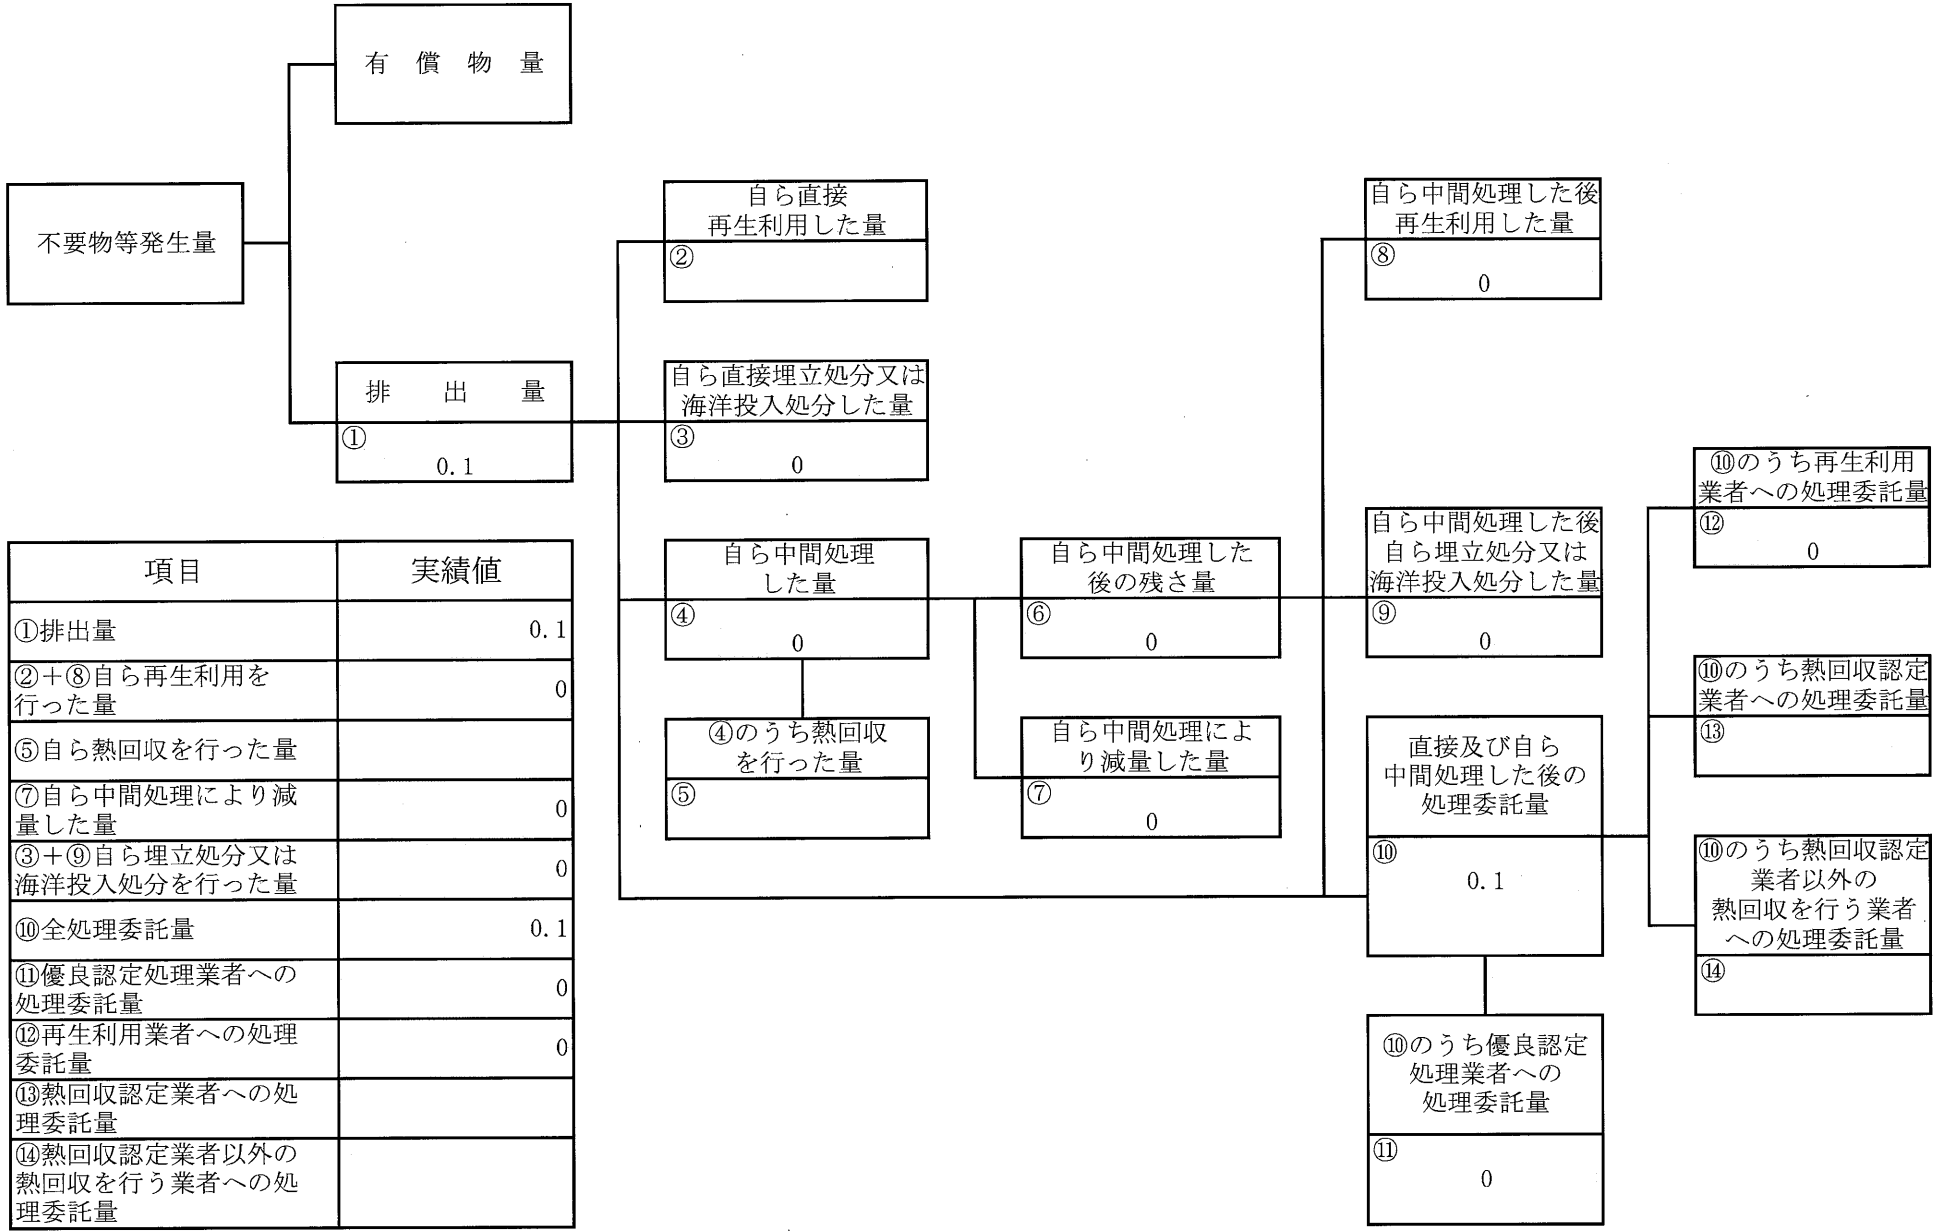 有償物量
不要物等発生量
排出量
①
0.1
自ら直接
再生利用した量
②
自ら直接埋立処分又は
海洋投入処分した量
③
0
自ら中間処理
した量
④
0
④のうち熱回収
を行った量
⑤
自ら中間処理した
後の残さ量
⑥
0
自ら中間処理によ
り減量した量
⑦
0
自ら中間処理した後
再生利用した量
⑧
0
自ら中間処理した後
自ら埋立処分又は
海洋投入処分した量
⑨
0
直接及び自ら
中間処理した後の
処理委託量
⑩
0.1
⑩のうち優良認定
処理業者への
処理委託量
⑪
0
⑩のうち再生利用
業者への処理委託量
⑫
0
⑩のうち熱回収認定
業者への処理委託量
⑬
⑩のうち熱回収認定
業者以外の
熱回収を行う業者
への処理委託量
⑭
項目 実績値
①排出量 0.1
②+⑧自ら再生利用を
行った量 0
⑤自ら熱回収を行った量
⑦自ら中間処理により減
量した量 0
③+⑨自ら埋立処分又は
海洋投入処分を行った量 0
⑩全処理委託量 0.1
⑪優良認定処理業者への
処理委託量 0
⑫再生利用業者への処理
委託量 0
⑬熱回収認定業者への処
理委託量
⑭熱回収認定業者以外の
熱回収を行う業者への処
理委託量